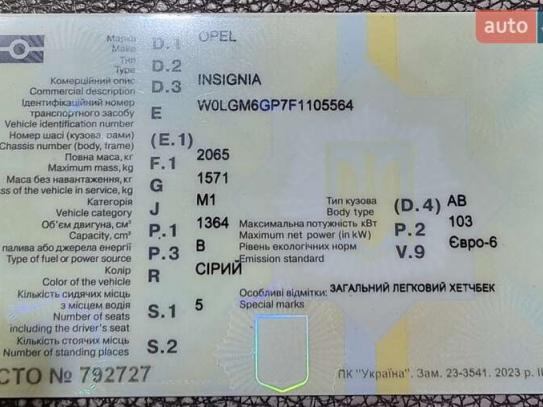 auto
Марка
Make D.1 OPEL
Тип
Type D.2
Комерційний опис
Commercial description D.3 INSIGNIA
Ідентифікаційний номер
транспортного засобу
Vehicle identification number E W0LGM6GP7F1105564
Номер шасі (кузова, рами)
Chassis number (body, frame) (E.1)
Повна маса, кг
Maximum mass, kg F.1 2065
Маса без навантаження, кг
of the vehicle in service, kg G 1571
Категорія
Vehicle category J M1
Тип кузова
Body type (D.4) AB
Об'єм двигуна, см³
Capacity, cm³ P.1 1364
Максимальна потужність кВт
Maximum net power (in kW) P.2 103
палива або джерела енергії
Type of fuel or power source P.3 B
Рівень екологічних норм
Emission standard V.9 Євро-6
Колір
Color of the vehicle R СІРИЙ
Кількість сидячих місць
з місцем водія
Number of seats
including the driver's seat S.1 5
Особливі відмітки: ЗАГАЛЬНИЙ ЛЕГКОВИЙ ХЕТЧБЕК
Special marks
Кількість стоячих місць
Number of standing places S.2
СТО № 792727
ПК "Україна". Зам. 23-3541. 2023 р. ІІ